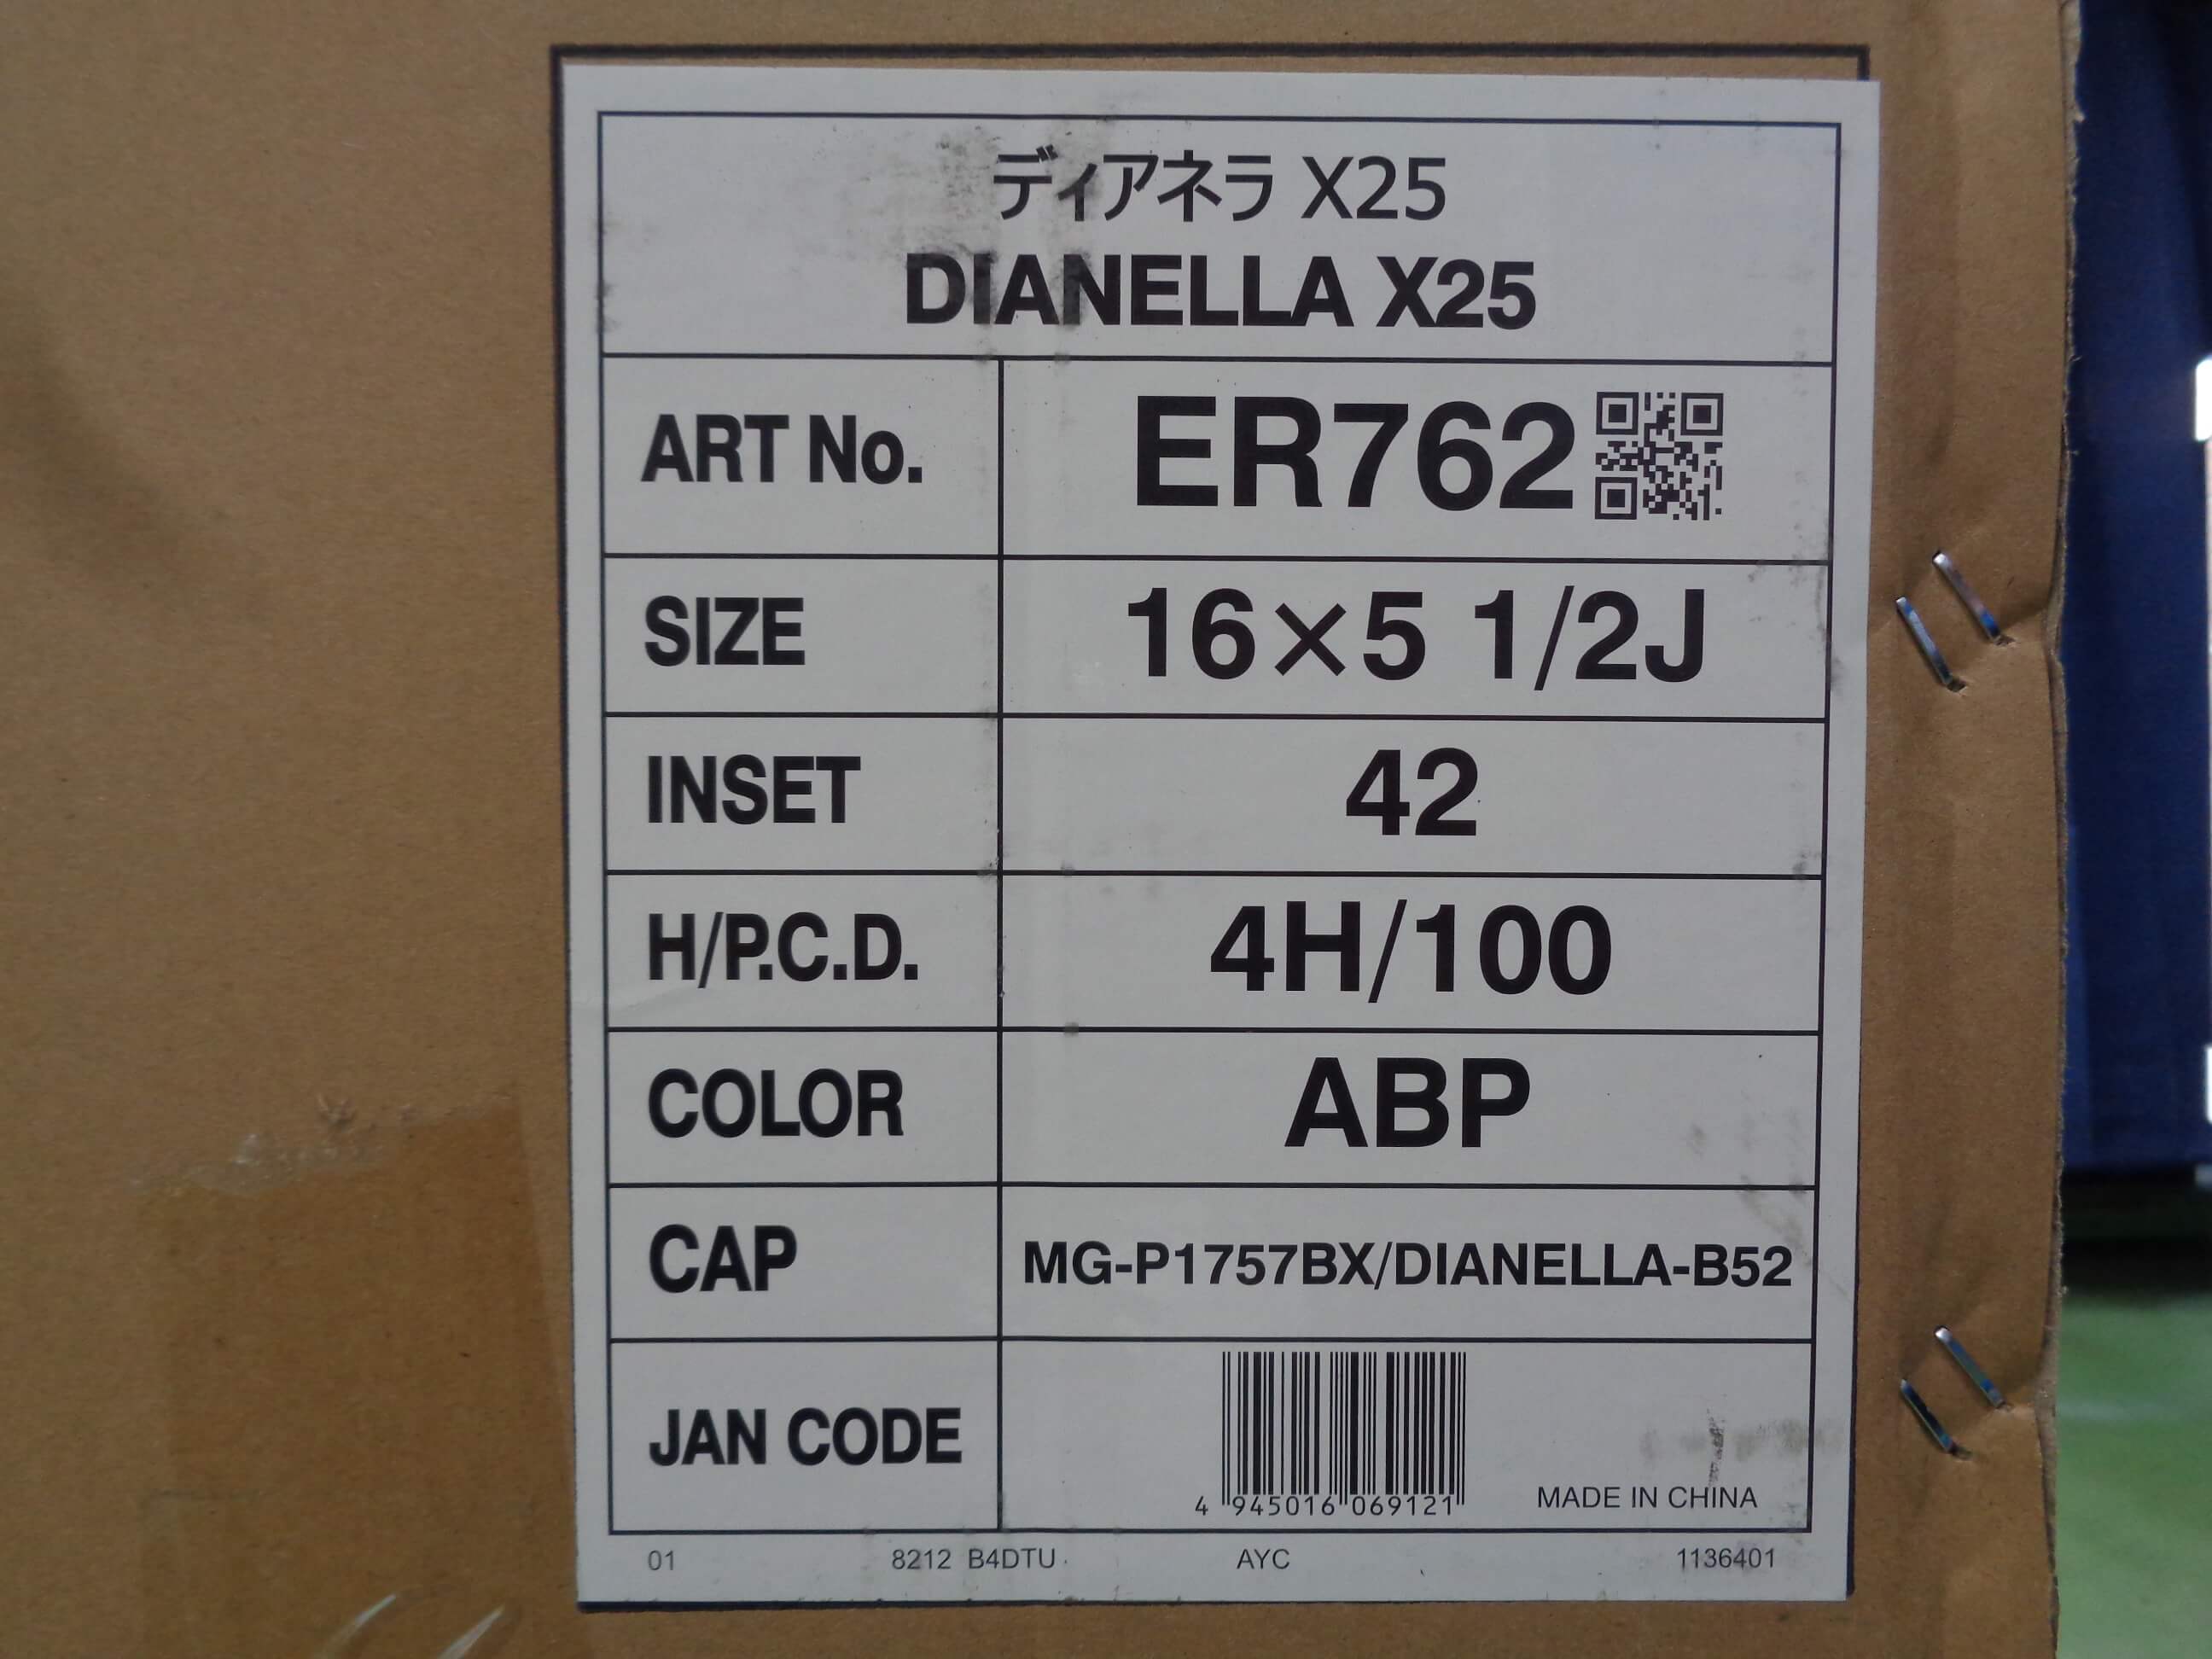 ディアネラ X25
DIANELLA X25
ART No. ER762
SIZE 16×5 1/2J
INSET 42
H/P.C.D. 4H/100
COLOR ABP
CAP MG-P1757BX/DIANELLA-B52
JAN CODE 4 945016 069121 MADE IN CHINA
01 8212 B4DTU AYC 1136401